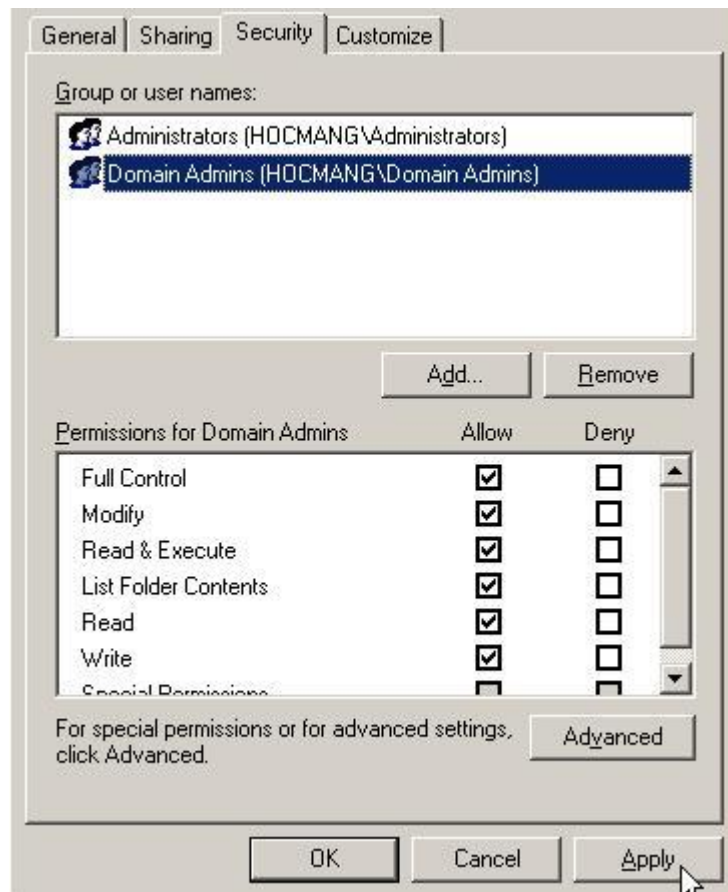 General Sharing Security Customize
Group or user names:
Administrators (HOCMANG\Administrators)
Domain Admins (HOCMANG\Domain Admins)
Add... Remove
Permissions for Domain Admins Allow Deny
Full Control
Modify
Read & Execute
List Folder Contents
Read
Write
Special Permissions
For special permissions or for advanced settings, Advanced
click Advanced.
OK Cancel Apply